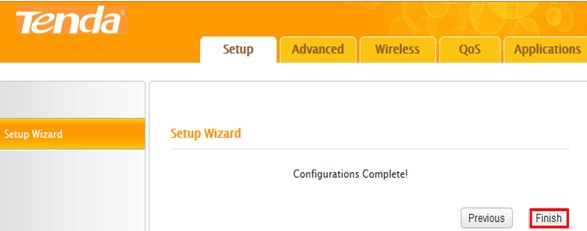 Tenda
Setup Advanced Wireless QoS Applications
Setup Wizard
Setup Wizard
Configurations Complete!
Previous Finish